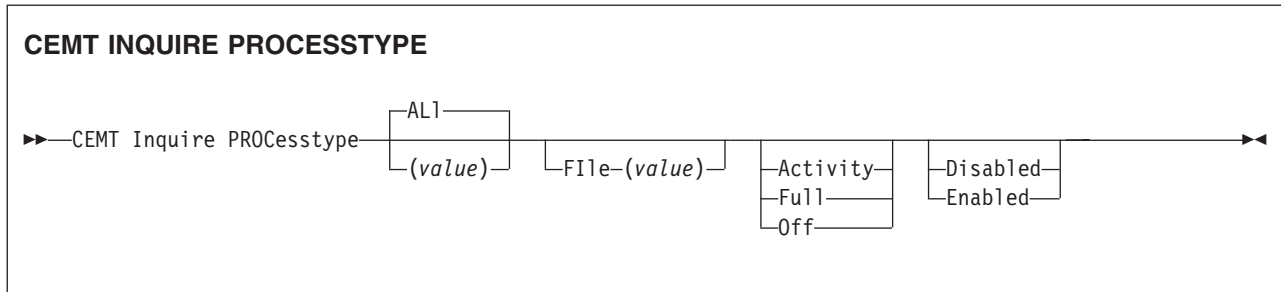 CEMT INQUIRE PROCESSTYPE
ALl
CEMT Inquire PROCesstype
(value) FIle (value) Activity Disabled
Full Enabled
Off